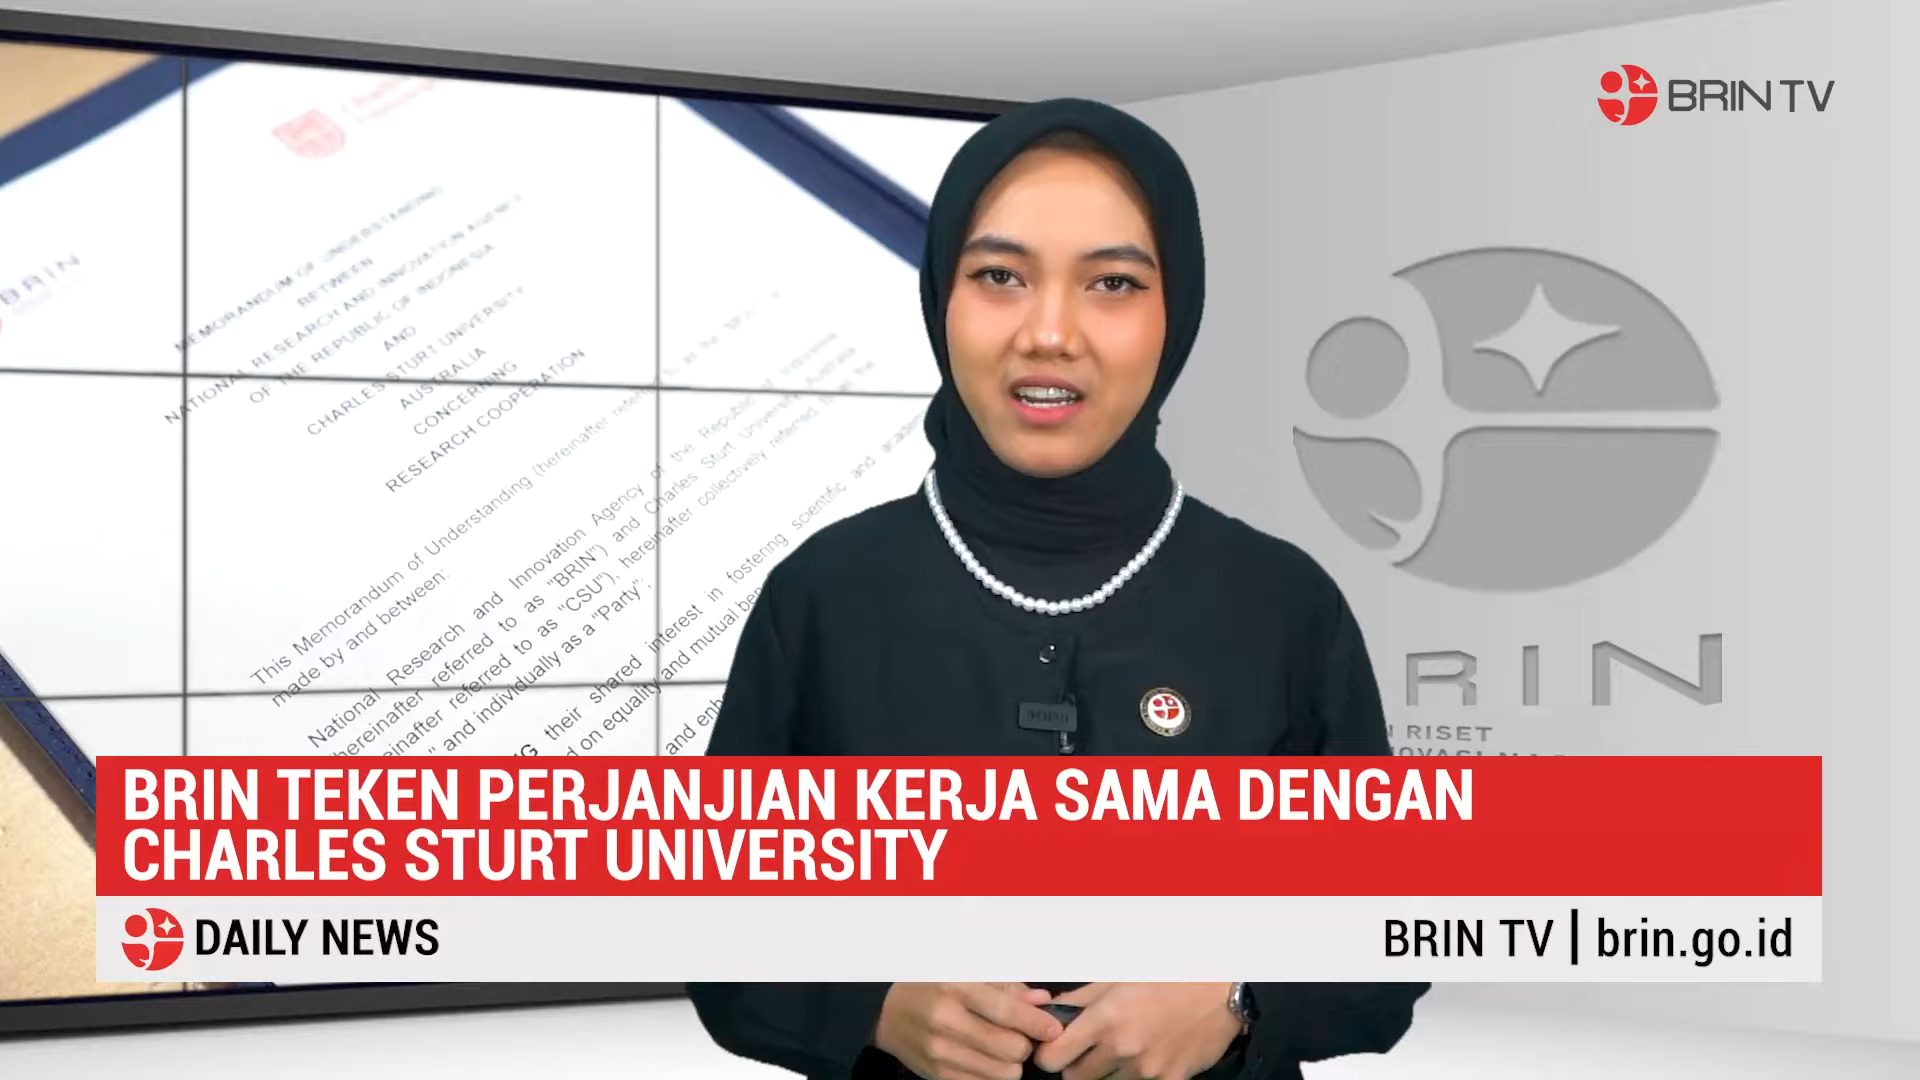 BRIN TV
BRIN
MEMORANDUM OF UNDERSTANDING
BETWEEN
NATIONAL RESEARCH AND INNOVATION AGENCY
OF THE REPUBLIC OF INDONESIA
AND
CHARLES STURT UNIVERSITY
AUSTRALIA
CONCERNING
RESEARCH COOPERATION
This Memorandum of Understanding (hereinafter referred to as the
made by and between:
National Research and Innovation Agency of the Republic of Indonesia
hereinafter referred to as "BRIN") and Charles Sturt University, Australia
referred to as "CSU"), hereinafter collectively referred to as the
and individually as a "Party";
their shared interest in fostering scientific and
on equality and mutual
and
RIN
RISET
BRIN TEKEN PERJANJIAN KERJA SAMA DENGAN
CHARLES STURT UNIVERSITY
DAILY NEWS
BRIN TV | brin.go.id